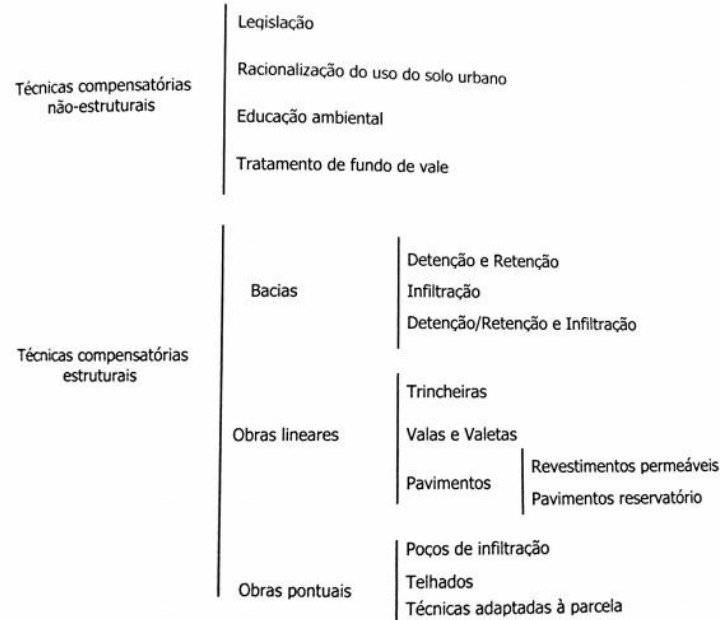 Legislação
Racionalização do uso do solo urbano
Técnicas compensatórias
não-estruturais
Educação ambiental
Tratamento de fundo de vale
Detenção e Retenção
Bacias
Infiltração
Detenção/Retenção e Infiltração
Técnicas compensatórias
estruturais
Trincheiras
Obras lineares
Valas e Valetas
Pavimentos
Revestimentos permeáveis
Pavimentos reservatório
Poços de infiltração
Obras pontuais
Telhados
Técnicas adaptadas à parcela